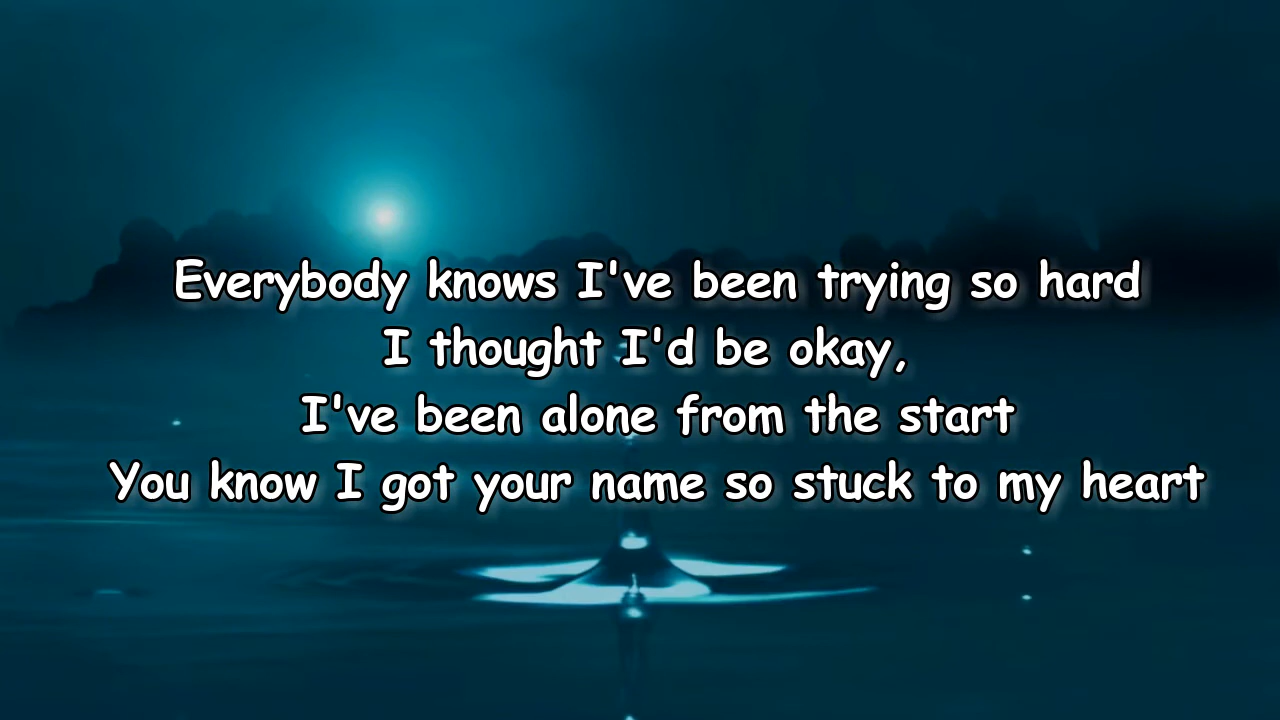 Everybody knows I've been trying so hard
I thought I'd be okay,
I've been alone from the start
You know I got your name so stuck to my heart